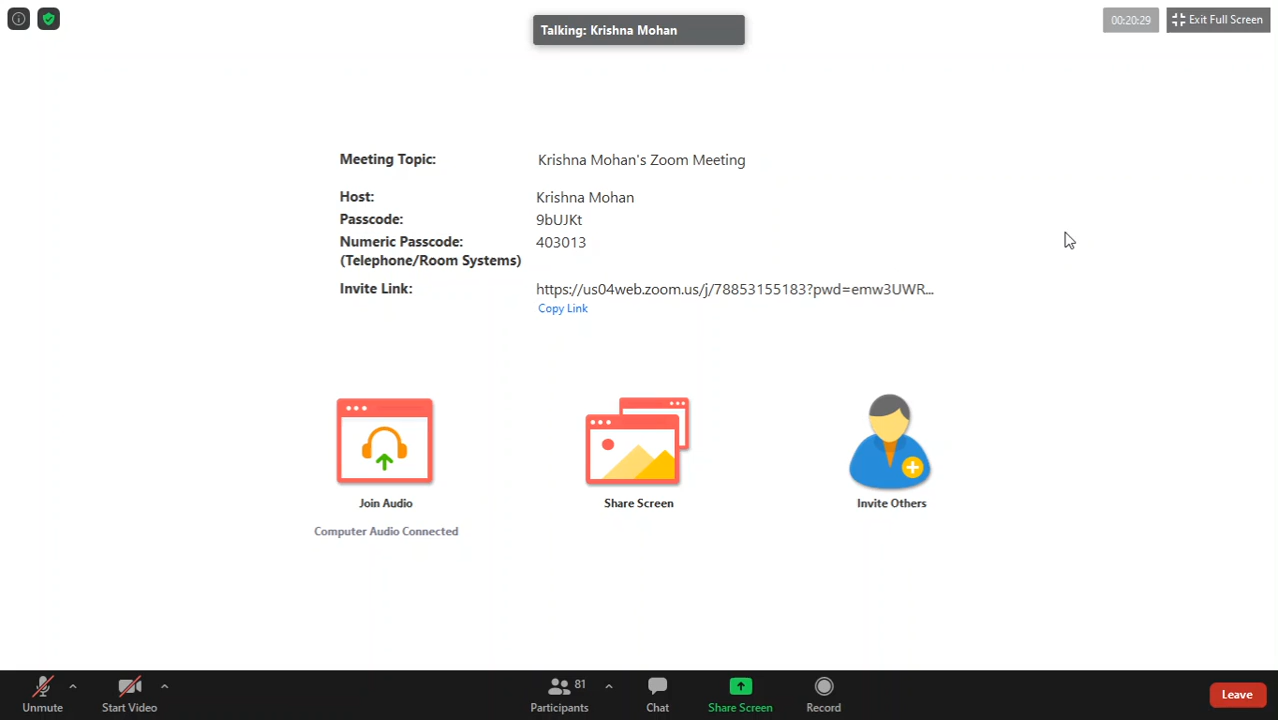 Talking: Krishna Mohan
00:20:29
Exit Full Screen
Meeting Topic: Krishna Mohan's Zoom Meeting
Host: Krishna Mohan
Passcode: 9bUJKt
Numeric Passcode: 403013
(Telephone/Room Systems)
Invite Link: https://us04web.zoom.us/j/78853155183?pwd=emw3UWR...
Copy Link
Join Audio
Share Screen
Invite Others
Computer Audio Connected
81
Unmute
Start Video
Participants
Chat
Share Screen
Record
Leave